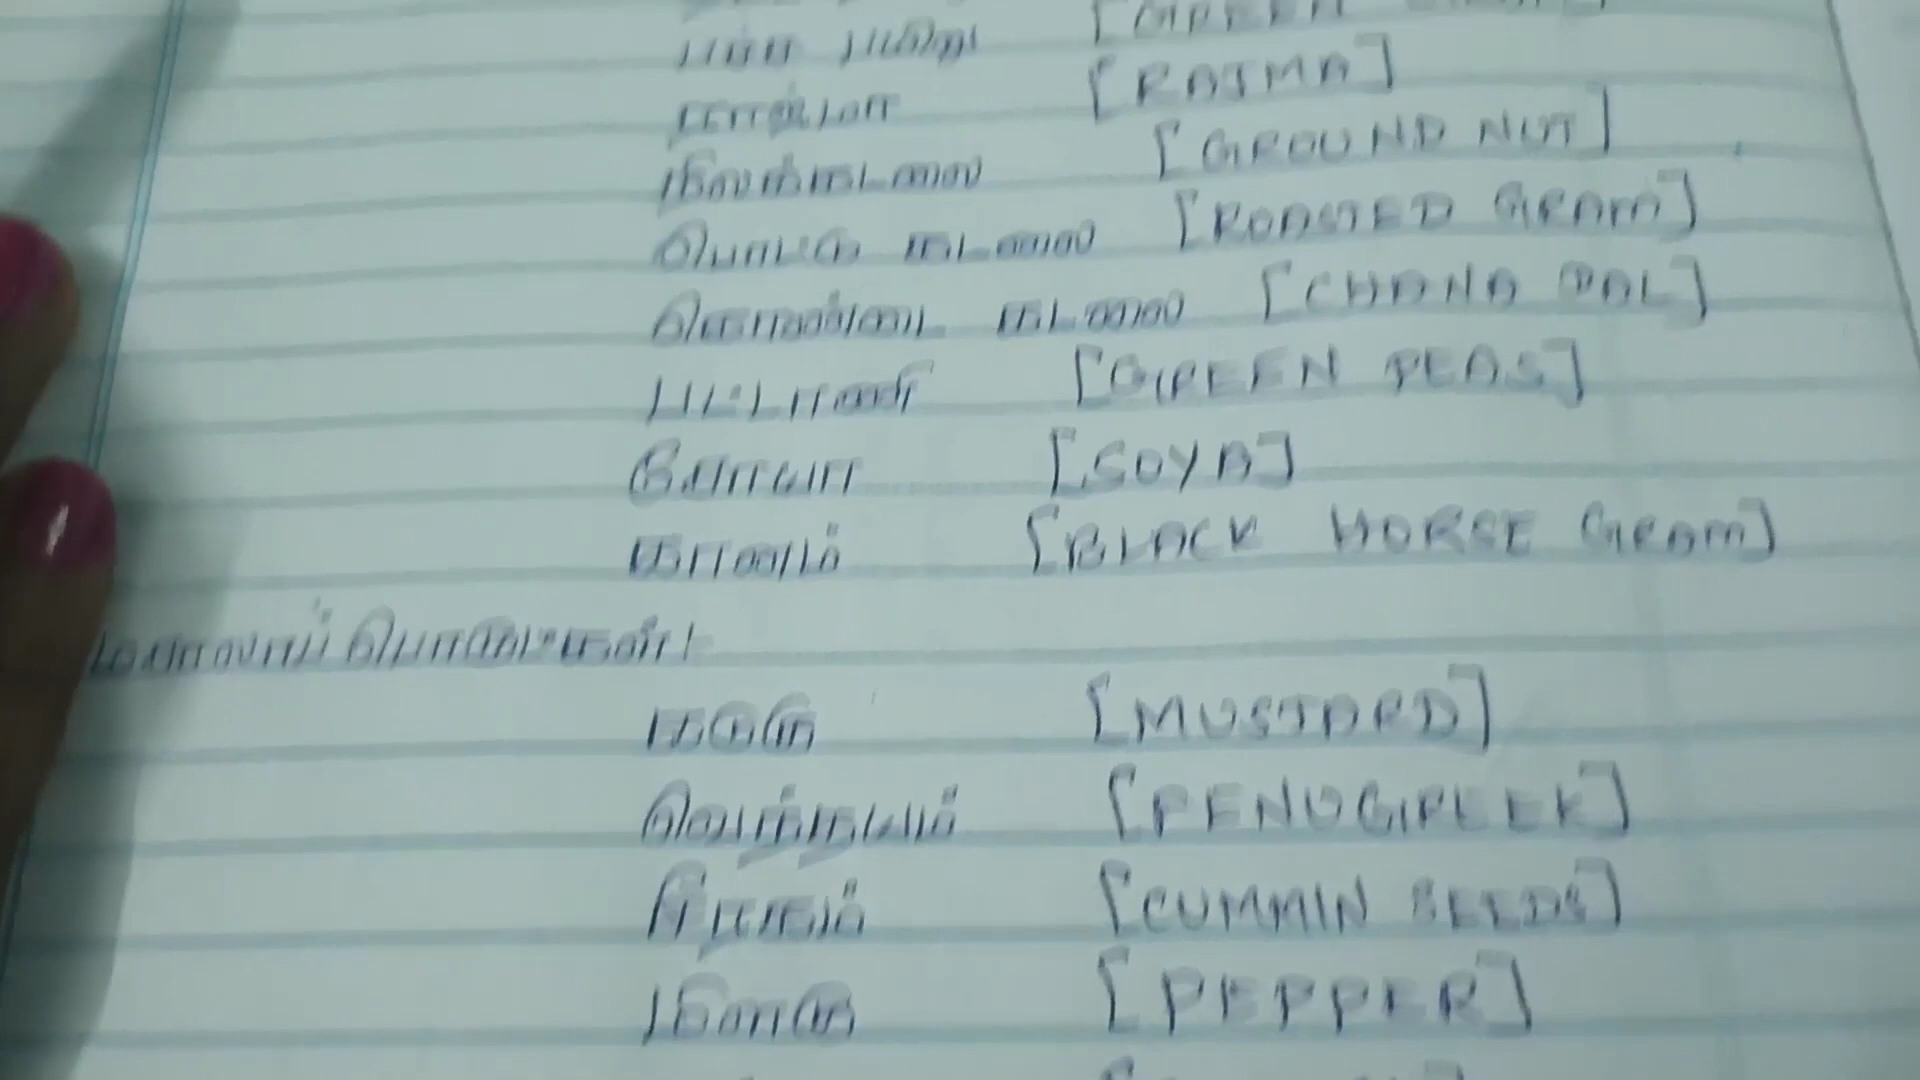 பச்ச பயிறு [GREEN
ராஜ்மா [RAJMA]
நிலக்கடலை [GROUND NUT]
பொட்டு கடலை [ROASTED GRAM]
கொண்டை கடலை [CHANA DAL]
பட்டாணி [GREEN PEAS]
சோயா [SOYA]
காணம் [BLACK HORSE GRAM]
மசாலாப் பொருட்கள்!
கடுகு [MUSTARD]
வெந்தயம் [FENUGREEK]
சீரகம் [CUMMIN SEEDS]
மிளகு [PEPPER]